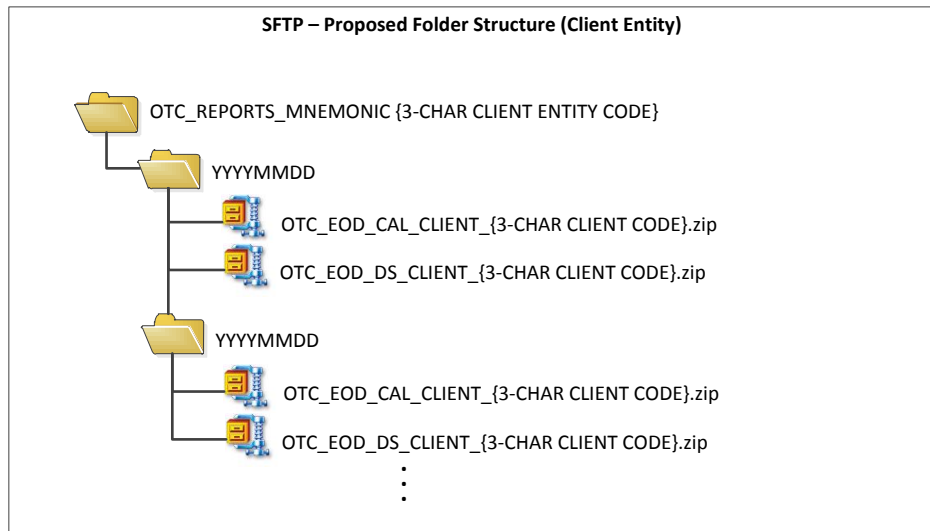 SFTP – Proposed Folder Structure (Client Entity)
OTC_REPORTS_MNEMONIC {3-CHAR CLIENT ENTITY CODE}
YYYYMMDD
OTC_EOD_CAL_CLIENT_{3-CHAR CLIENT CODE}.zip
OTC_EOD_DS_CLIENT_{3-CHAR CLIENT CODE}.zip
YYYYMMDD
OTC_EOD_CAL_CLIENT_{3-CHAR CLIENT CODE}.zip
OTC_EOD_DS_CLIENT_{3-CHAR CLIENT CODE}.zip